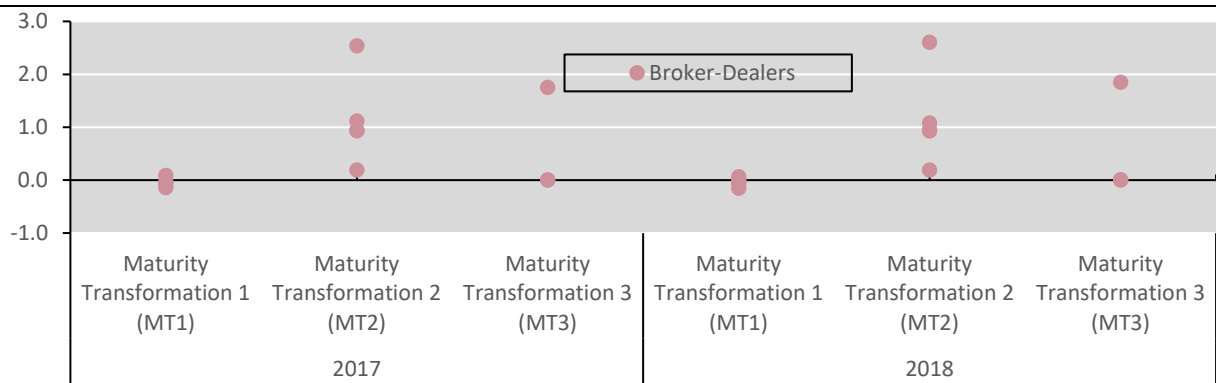 3.0
2.0
1.0
0.0
-1.0
Broker-Dealers
Maturity
Transformation 1
(MT1)
Maturity
Transformation 2
(MT2)
Maturity
Transformation 3
(MT3)
Maturity
Transformation 1
(MT1)
Maturity
Transformation 2
(MT2)
Maturity
Transformation 3
(MT3)
2017
2018